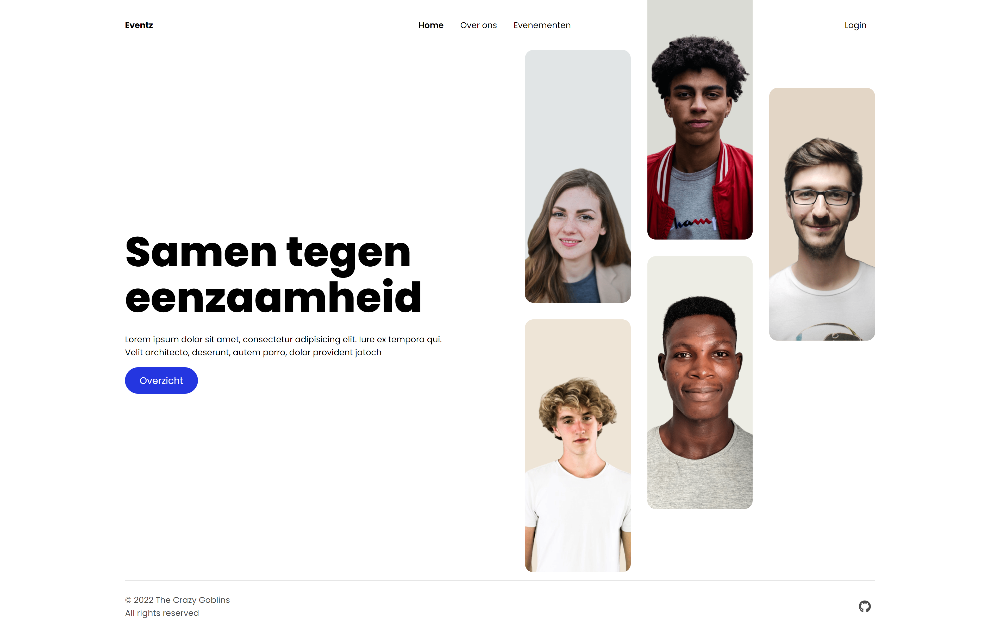 Eventz
Home
Over ons
Evenementen
Login
Samen tegen
eenzaamheid
Lorem ipsum dolor sit amet, consectetur adipisicing elit. Iure ex tempora qui.
Velit architecto, deserunt, autem porro, dolor provident jatoch
Overzicht
© 2022 The Crazy Goblins
All rights reserved